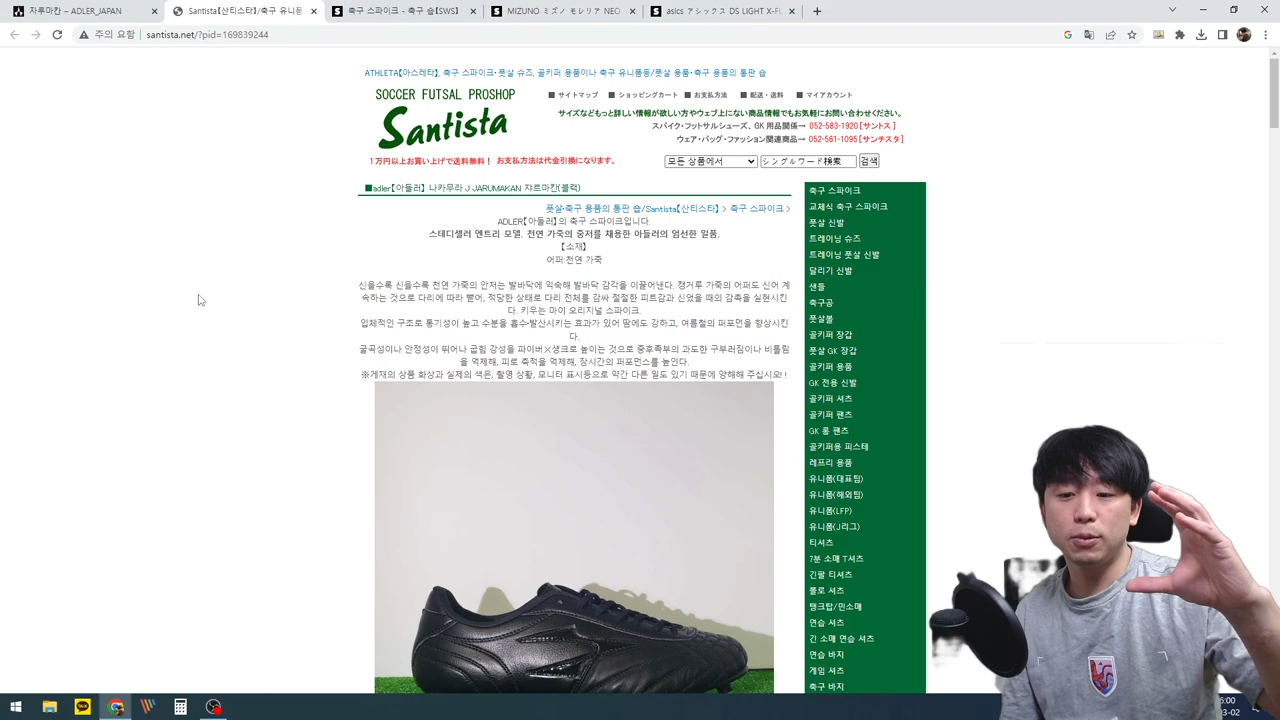 자루마칸 – ADLER_JAPAN
Santista【산티스타】/축구 유니폼
축구 스파이크 - 축구·숍【SWS】
MIZUNO ミズノ モレリア NEO
asics アシックス DS LIGHT X-FL
주의 요함
santista.net/?pid=169839244
ATHLETA【아스레타】, 축구 스파이크·풋살 슈즈, 골키퍼 용품이나 축구 유니폼등/풋살 용품·축구 용품의 통판 숍
SOCCER FUTSAL PROSHOP
Santista
■ サイトマップ ■ ショッピングカート ■ お支払方法 ■ 配送・送料 ■ マイアカウント
サイズなどもっと詳しい情報が欲しい方やウェブ上にない商品情報でもお気軽にお問い合わせください。
スパイク・フットサルシューズ、GK 用品関係→ 052-583-1920 [サントス]
ウェア・バッグ・ファッション関連商品→ 052-561-1095 [サンチスタ]
1万円以上お買い上げで送料無料！ お支払方法は代金引換になります。
모든 상품에서
シングルワード検索
검색
■adler【아들러】 나카무라 J JARUMAKAN 쟈르마칸(블랙)
풋살·축구 용품의 통판 숍/Santista【산티스타】 > 축구 스파이크 >
ADLER【아들러】의 축구 스파이크입니다.
스테디셀러 엔트리 모델. 천연 가죽의 중저를 채용한 아들러의 엄선한 일품.
【소재】
어퍼:천연 가죽
신을수록 신을수록 천연 가죽의 안저는 발바닥에 익숙해 발바닥 감각을 이끌어낸다. 캥거루 가죽의 어퍼도 신어 계
속하는 것으로 다리에 따라 뻗어, 적당한 상태로 다리 전체를 감싸 절절한 피트감과 신었을 때의 감촉을 실현시킨
다. 키우는 마이 오리지널 스파이크.
입체적인 구조로 통기성이 높고 수분을 흡수·발산시키는 효과가 있어 땀에도 강하고, 여름철의 퍼포먼을 향상시킨
다.
굴곡성이나 안정성이 뛰어나 굽힘 강성을 파이버×생크로 높이는 것으로 중후족부의 과도한 구부러짐이나 비틀림
을 억제해, 피로 축적을 억제해, 장시간의 퍼포먼스를 높인다.
※게재의 상품 화상과 실제의 색은, 촬영 상황, 모니터 표시등으로 약간 다른 일도 있기 때문에 양해해 주십시오! !
축구 스파이크
교체식 축구 스파이크
풋살 신발
트레이닝 슈즈
트레이닝 풋살 신발
달리기 신발
샌들
축구공
풋살볼
골키퍼 장갑
풋살 GK 장갑
골키퍼 용품
GK 전용 신발
골키퍼 셔츠
골키퍼 팬츠
GK 롱 팬츠
골키퍼용 피스테
레프리 용품
유니폼(대표팀)
유니폼(해외팀)
유니폼(LFP)
유니폼(J리그)
티셔츠
7분 소매 T셔츠
긴팔 티셔츠
폴로 셔츠
탱크탑/민소매
연습 셔츠
긴 소매 연습 셔츠
연습 바지
게임 셔츠
축구 바지
TALK